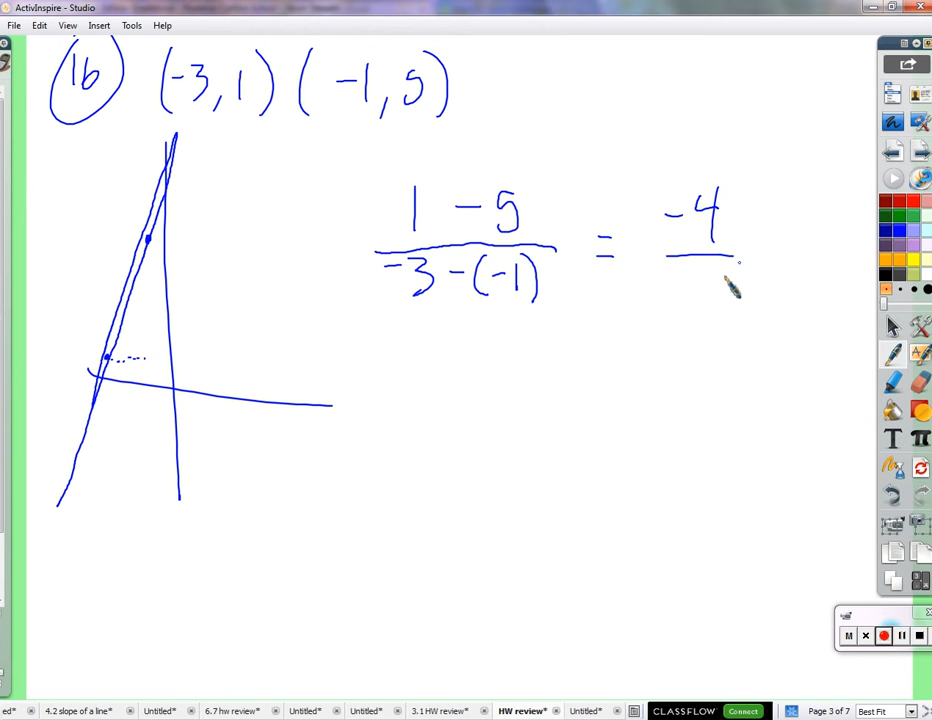 ActivInspire - Studio
File Edit View Insert Tools Help
16 (-3, 1) (-1, 5)
1 - 5
-3 - (-1)
=
-4
M
ed* 4.2 slope of a line* Untitled* 6.7 hw review* Untitled* Untitled* 3.1 HW review* HW review* Untitled* CLASSFLOW Connect Page 3 of 7 Best Fit